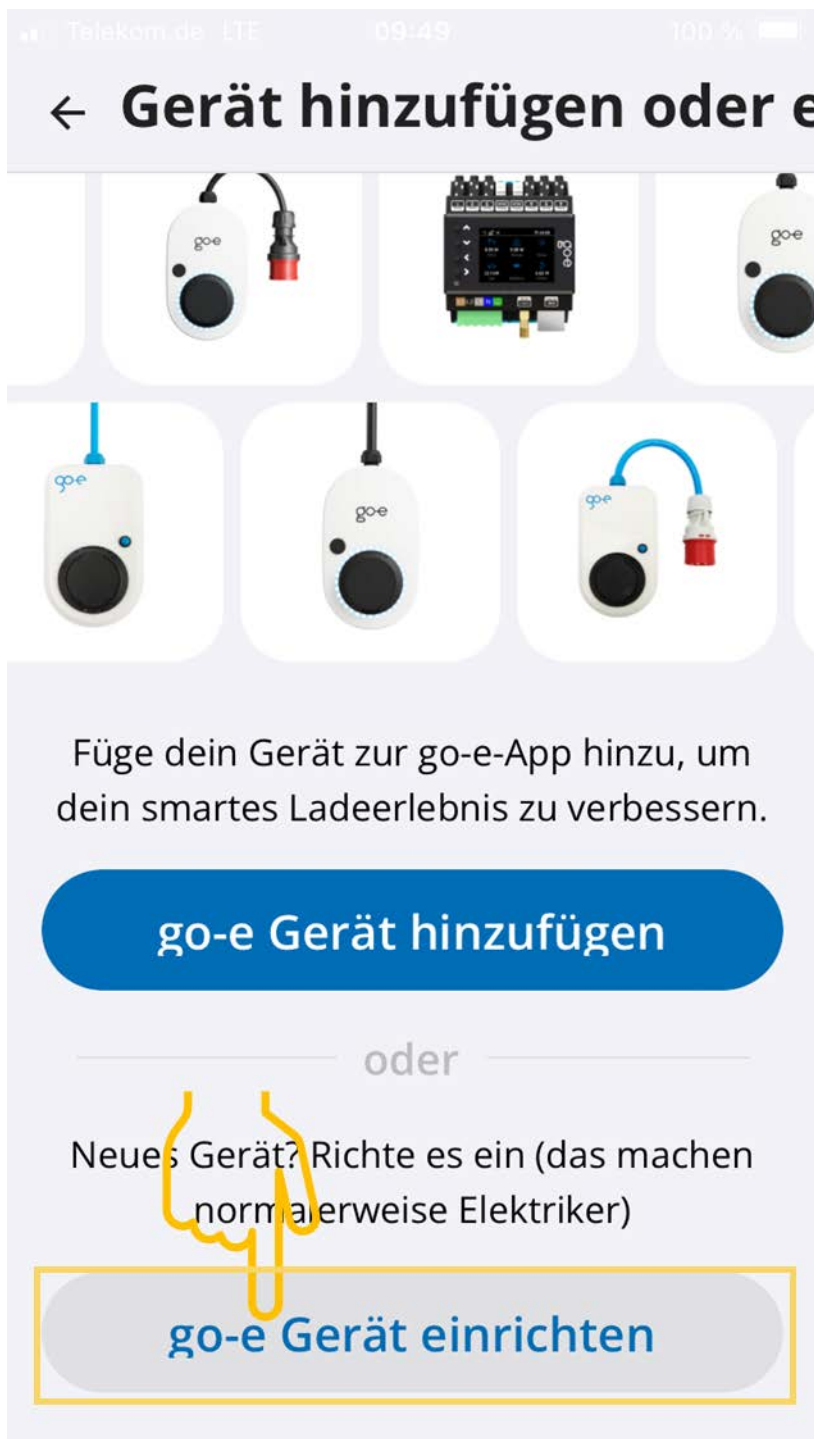 Telekom.de LTE 09:49 100 %
← Gerät hinzufügen oder e
go-e
go-e
go-e
go-e
go-e
go-e
Füge dein Gerät zur go-e-App hinzu, um
dein smartes Ladeerlebnis zu verbessern.
go-e Gerät hinzufügen
oder
Neues Gerät? Richte es ein (das machen
normalerweise Elektriker)
go-e Gerät einrichten